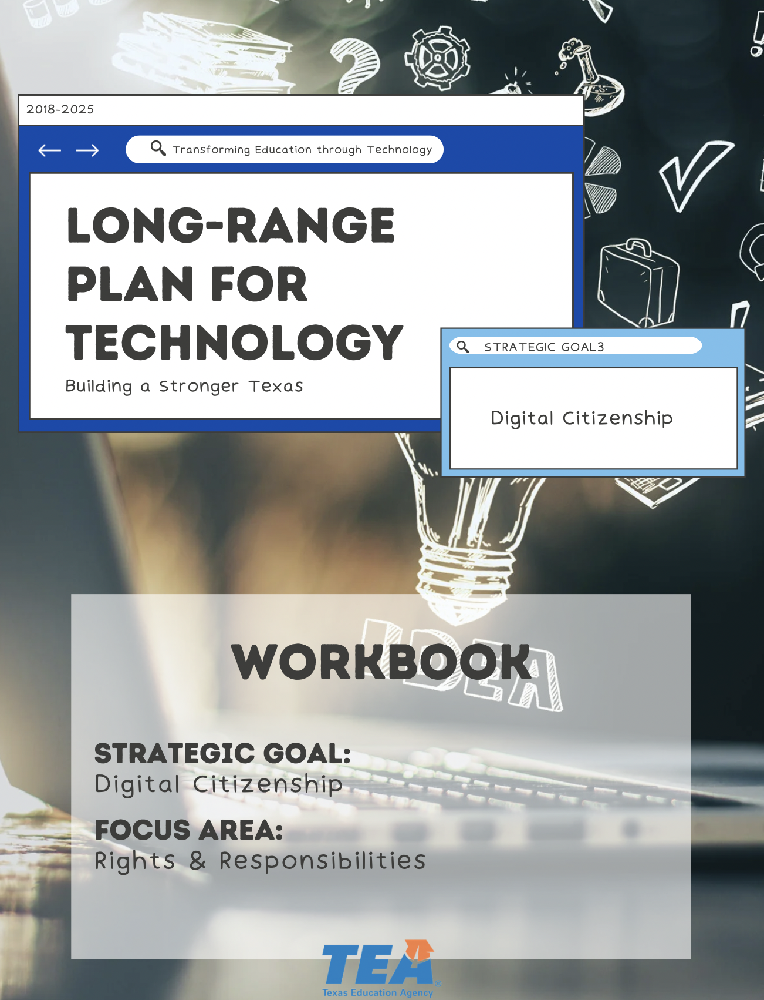 2018-2025
Transforming Education through Technology
LONG-RANGE
PLAN FOR
TECHNOLOGY
Building a Stronger Texas
STRATEGIC GOAL3
Digital Citizenship
IDEA
WORKBOOK
STRATEGIC GOAL:
Digital Citizenship
FOCUS AREA:
Rights & Responsibilities
TEA®
Texas Education Agency